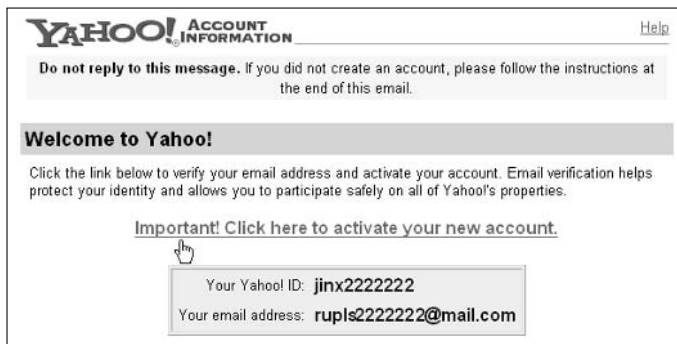 YAHOO! ACCOUNT INFORMATION
Help
Do not reply to this message. If you did not create an account, please follow the instructions at
the end of this email.
Welcome to Yahoo!
Click the link below to verify your email address and activate your account. Email verification helps
protect your identity and allows you to participate safely on all of Yahoo!'s properties.
Important! Click here to activate your new account.
Your Yahoo! ID: jinx2222222
Your email address: rupls2222222@mail.com